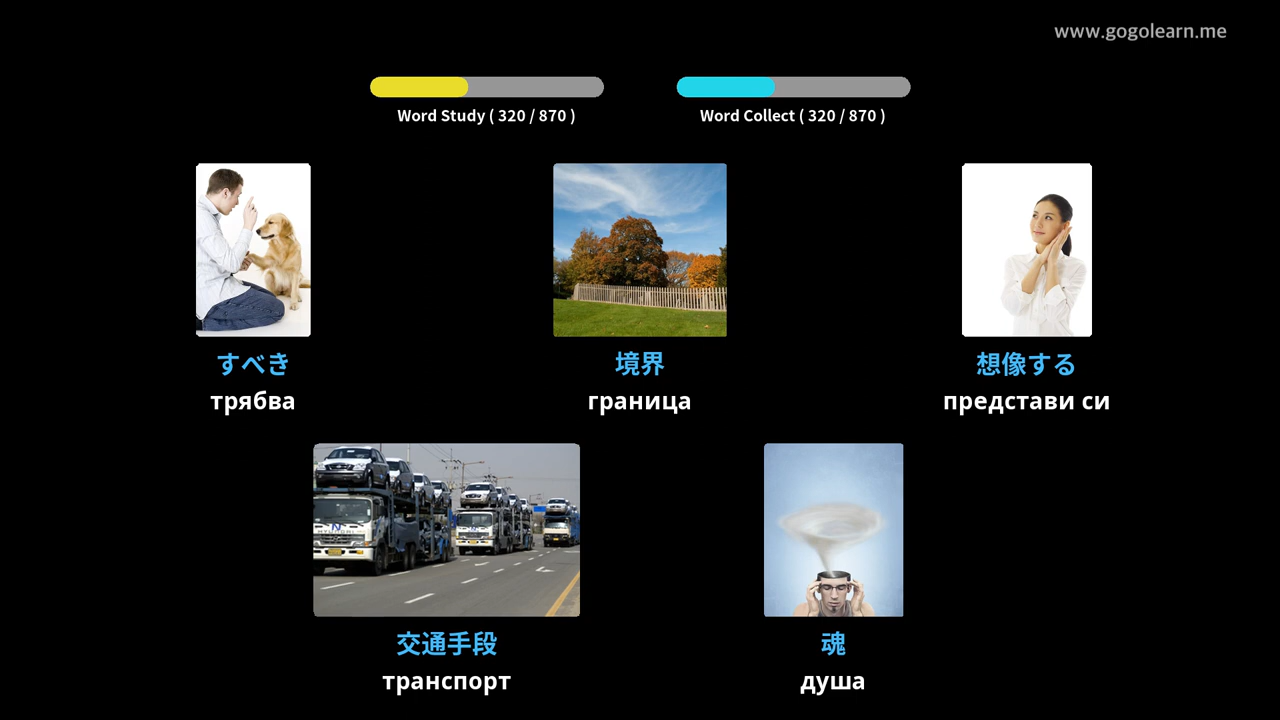 www.gogolearn.me
Word Study ( 320 / 870 )
Word Collect ( 320 / 870 )
すべき
трябва
境界
граница
想像する
представи си
交通手段
транспорт
魂
душа